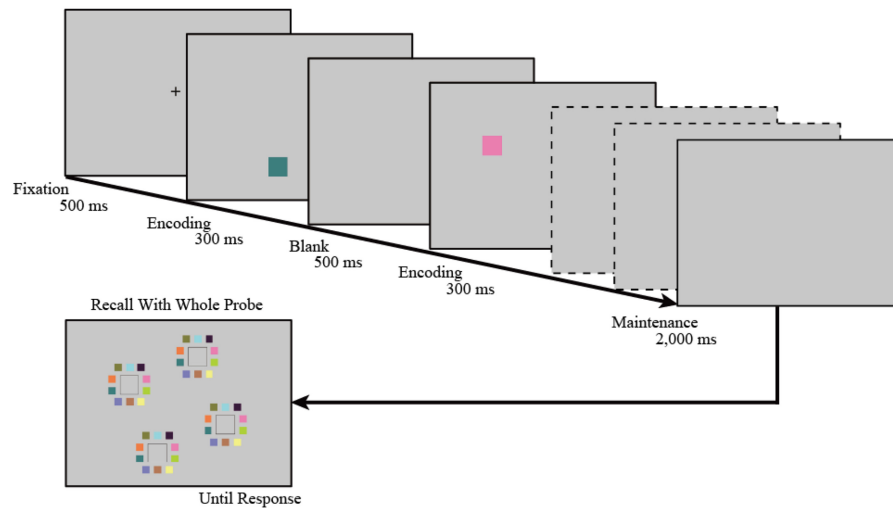 Fixation
500 ms
Encoding
300 ms
Blank
500 ms
Encoding
300 ms
Maintenance
2,000 ms
Recall With Whole Probe
Until Response